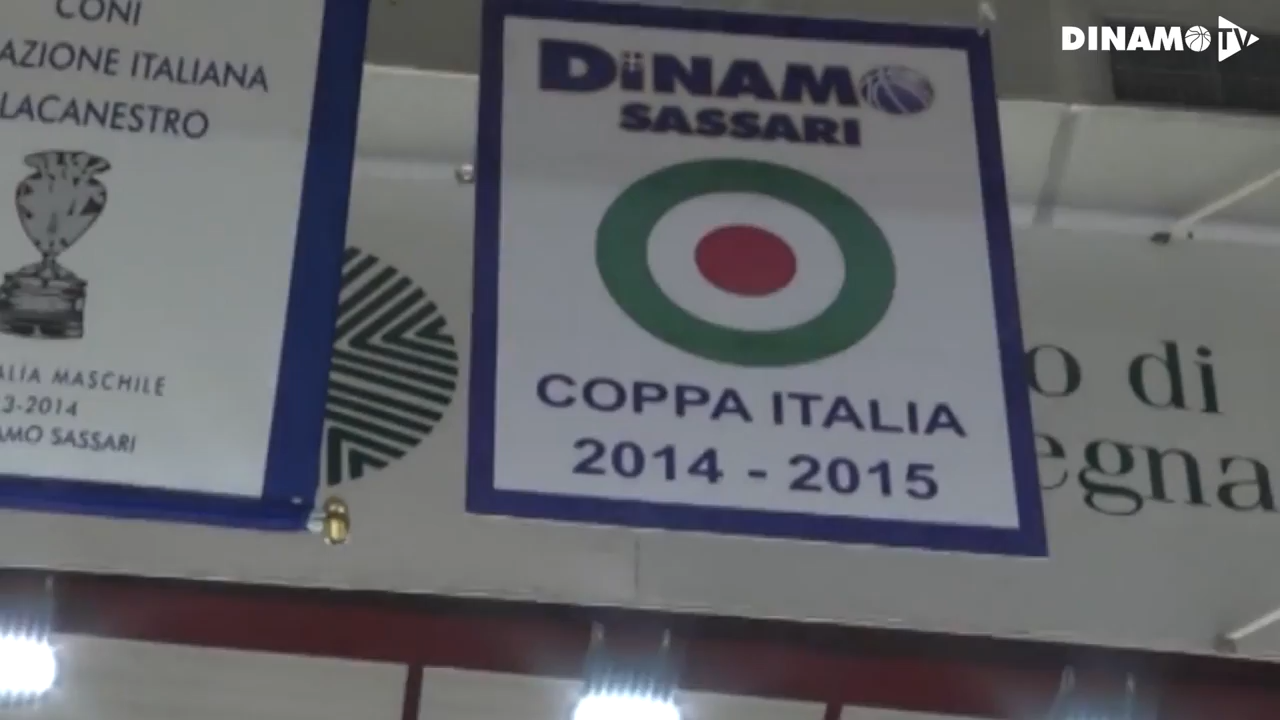 CONI
AZIONE ITALIANA
LACANESTRO
ALIA MASCHILE
3-2014
AMO SASSARI
DINAMO
SASSARI
COPPA ITALIA
2014 - 2015
o di
egna
DINAMO TV